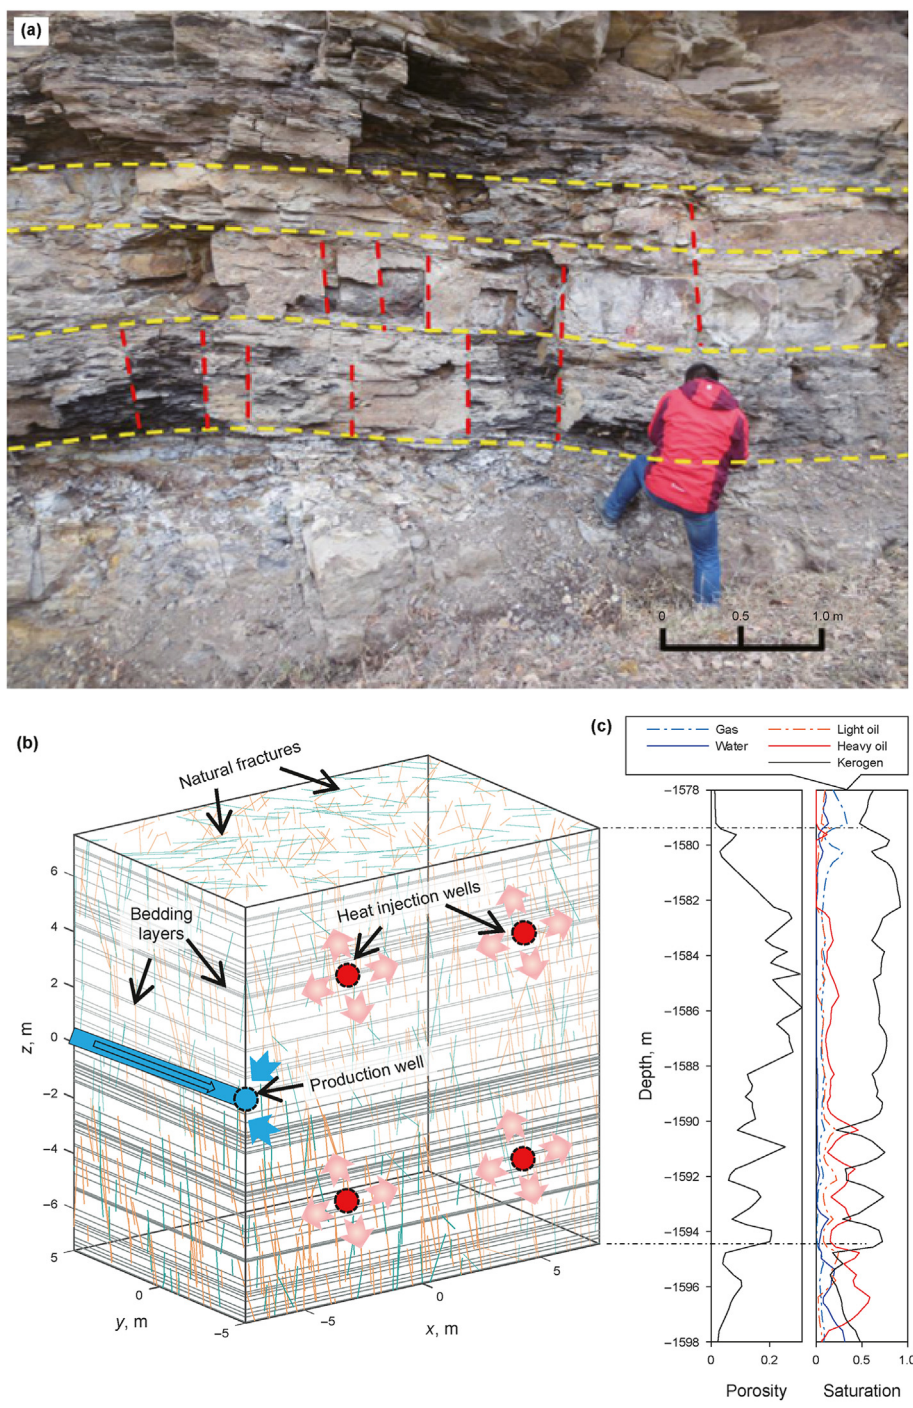 (a)
0 0.5 1.0 m
(b)
Natural fractures
Bedding
layers
Heat injection wells
Production well
6
4
2
0
−2
−4
−6
z, m
5
0
−5
y, m
−5
0
5
x, m
(c)
Gas
Light oil
Water
Heavy oil
Kerogen
−1578
−1580
−1582
−1584
−1586
−1588
−1590
−1592
−1594
−1596
−1598
Depth, m
0 0.2
0 0.5 1.0
Porosity
Saturation